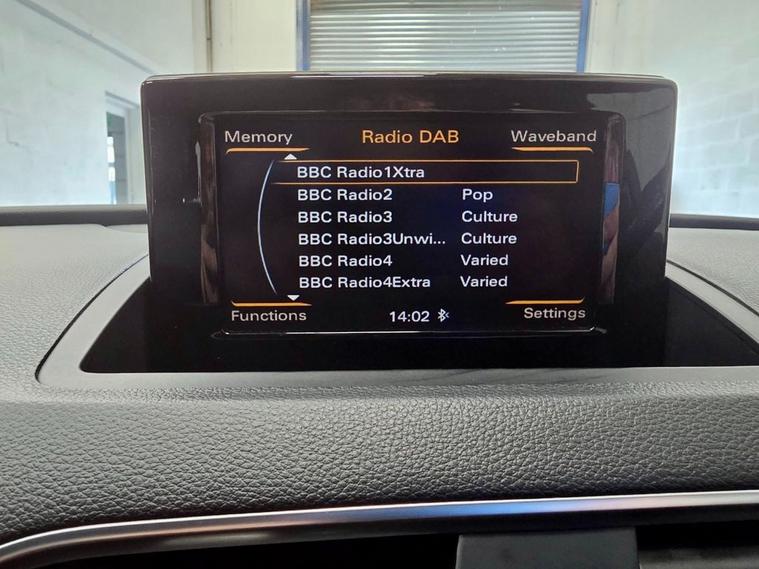 Memory Radio DAB Waveband
BBC Radio1Xtra
BBC Radio2 Pop
BBC Radio3 Culture
BBC Radio3Unwi... Culture
BBC Radio4 Varied
BBC Radio4Extra Varied
Functions 14:02 Settings